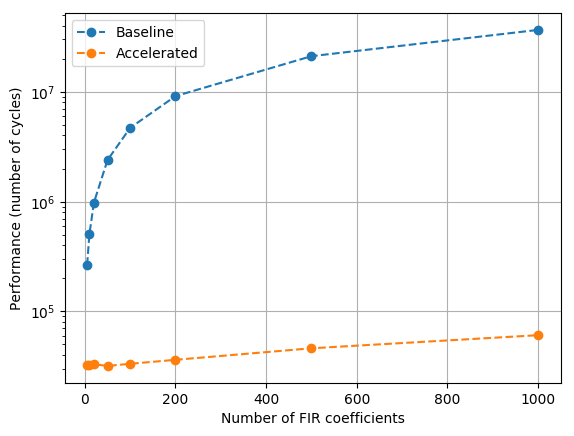 Baseline
Accelerated
Performance (number of cycles)
10^7
10^6
10^5
0 200 400 600 800 1000
Number of FIR coefficients